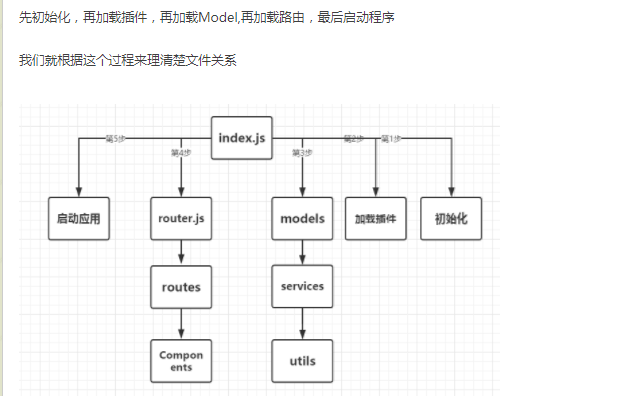 先初始化，再加载插件，再加载Model,再加载路由，最后启动程序
我们就根据这个过程来理清楚文件关系
index.js
第5步
第4步
第3步
第2步
第1步
启动应用
router.js
models
加载插件
初始化
routes
services
Compon
ents
utils